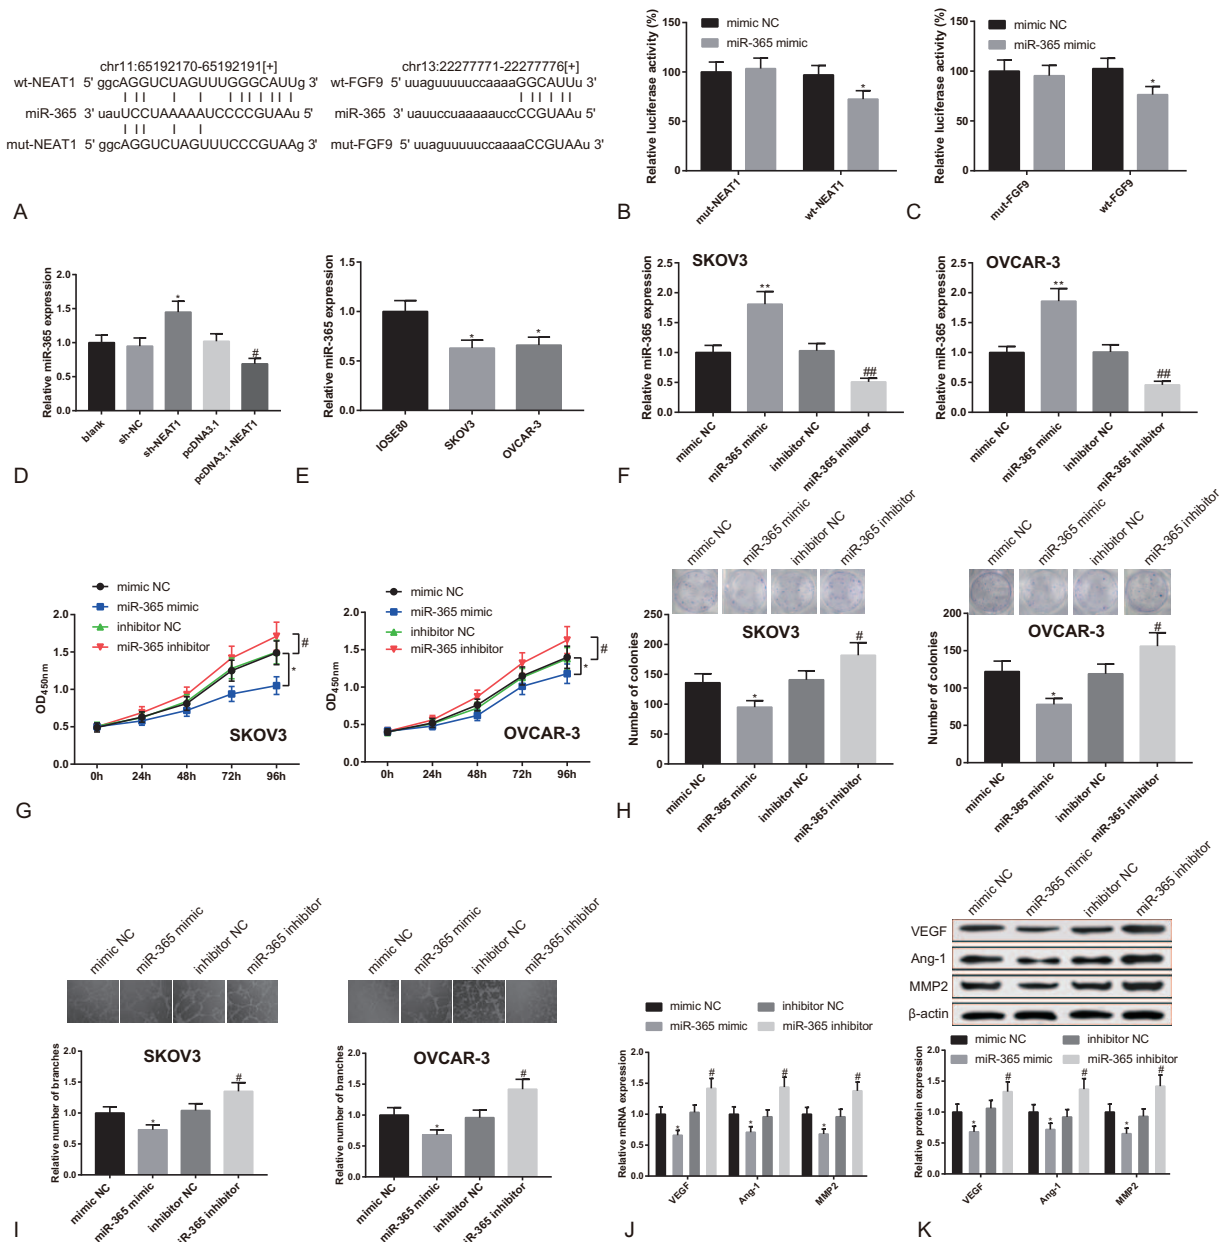 chr11:65192170-65192191[+]
wt-NEAT1 5' ggcAGGUCUAGUUUGGGCAUUg 3'
miR-365 3' uauUCCUAAAAAUCCCCGUAAu 5'
mut-NEAT1 5' ggcAGGUCUAGUUUCCCGUAAg 3'
chr13:22277771-22277776[+]
wt-FGF9 5' uuaguuuuuccaaaaGGCAUUu 3'
miR-365 3' uauuccuaaaaauccCCGUAAu 5'
mut-FGF9 5' uuaguuuuuccaaaaCCGUAAu 3'
A
Relative luciferase activity (%)
150
100
50
0
mimic NC
miR-365 mimic
*
mut-NEAT1
wt-NEAT1
B
Relative luciferase activity (%)
150
100
50
0
mimic NC
miR-365 mimic
*
mut-FGF9
wt-FGF9
C
Relative miR-365 expression
2.0
1.5
1.0
0.5
0.0
*
#
blank
sh-NC
sh-NEAT1
pcDNA3.1
pcDNA3.1-NEAT1
D
Relative miR-365 expression
1.5
1.0
0.5
0.0
*
*
IOSE80
SKOV3
OVCAR-3
E
SKOV3
Relative miR-365 expression
2.5
2.0
1.5
1.0
0.5
0.0
**
##
mimic NC
miR-365 mimic
inhibitor NC
miR-365 inhibitor
OVCAR-3
Relative miR-365 expression
2.5
2.0
1.5
1.0
0.5
0.0
**
##
mimic NC
miR-365 mimic
inhibitor NC
miR-365 inhibitor
F
mimic NC
miR-365 mimic
inhibitor NC
miR-365 inhibitor
OD450nm
2.0
1.5
1.0
0.5
0.0
#
*
SKOV3
0h 24h 48h 72h 96h
mimic NC
miR-365 mimic
inhibitor NC
miR-365 inhibitor
OD450nm
2.0
1.5
1.0
0.5
0.0
#
*
OVCAR-3
0h 24h 48h 72h 96h
G
mimic NC
miR-365 mimic
inhibitor NC
miR-365 inhibitor
SKOV3
Number of colonies
250
200
150
100
50
0
*
#
mimic NC
miR-365 mimic
inhibitor NC
miR-365 inhibitor
mimic NC
miR-365 mimic
inhibitor NC
miR-365 inhibitor
OVCAR-3
Number of colonies
200
150
100
50
0
*
#
mimic NC
miR-365 mimic
inhibitor NC
miR-365 inhibitor
H
mimic NC
miR-365 mimic
inhibitor NC
miR-365 inhibitor
SKOV3
Relative number of branches
2.0
1.5
1.0
0.5
0.0
*
#
mimic NC
miR-365 mimic
inhibitor NC
miR-365 inhibitor
mimic NC
miR-365 mimic
inhibitor NC
miR-365 inhibitor
OVCAR-3
Relative number of branches
2.0
1.5
1.0
0.5
0.0
*
#
mimic NC
miR-365 mimic
inhibitor NC
miR-365 inhibitor
I
mimic NC
miR-365 mimic
inhibitor NC
miR-365 inhibitor
Relative mRNA expression
2.0
1.5
1.0
0.5
0.0
*
#
*
#
*
#
VEGF
Ang-1
MMP2
J
mimic NC
miR-365 mimic
inhibitor NC
miR-365 inhibitor
VEGF
Ang-1
MMP2
β-actin
mimic NC
miR-365 mimic
inhibitor NC
miR-365 inhibitor
Relative protein expression
2.0
1.5
1.0
0.5
0.0
*
#
*
#
*
#
VEGF
Ang-1
MMP2
K